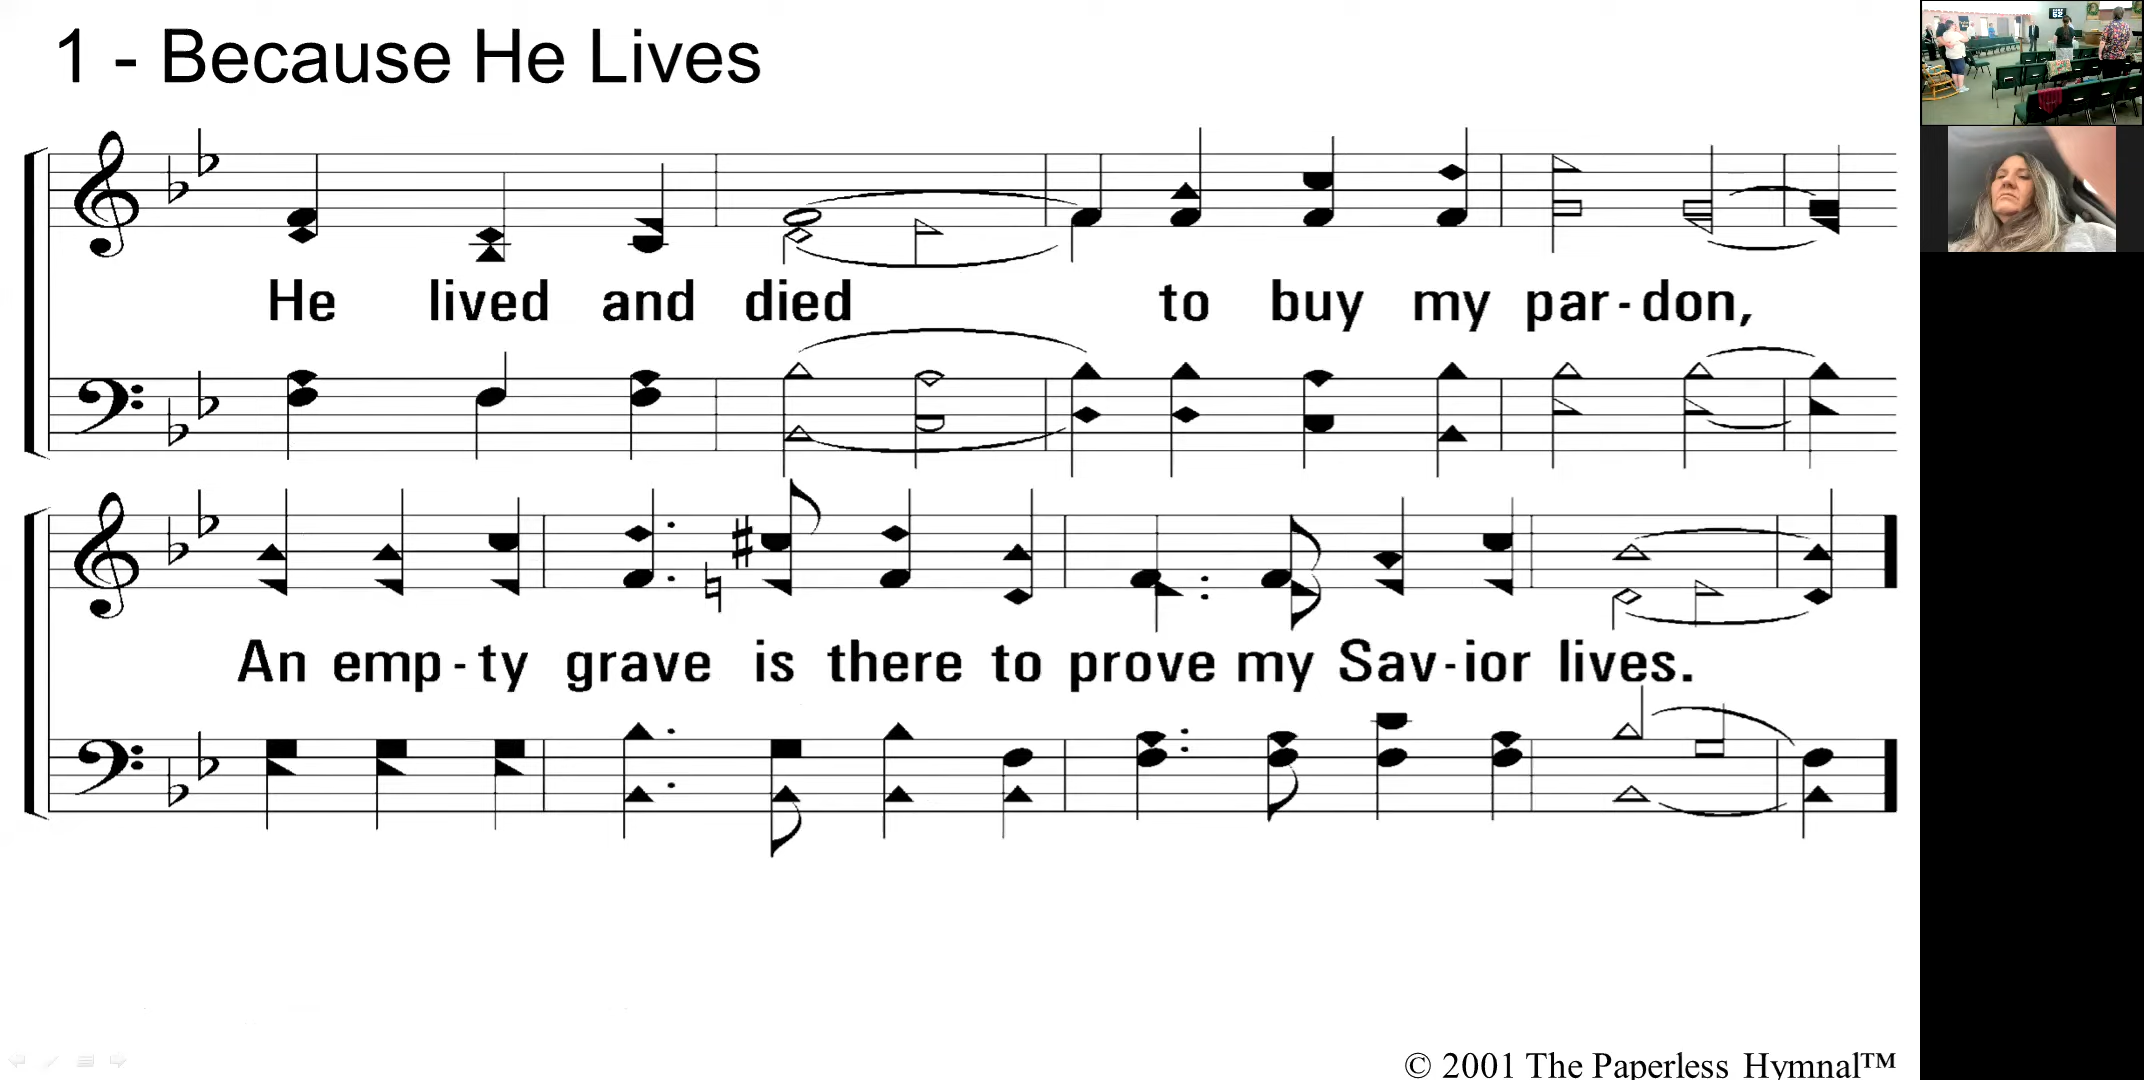 1 - Because He Lives
He lived and died to buy my par-don,
An emp-ty grave is there to prove my Sav-ior lives.
© 2001 The Paperless Hymnal™